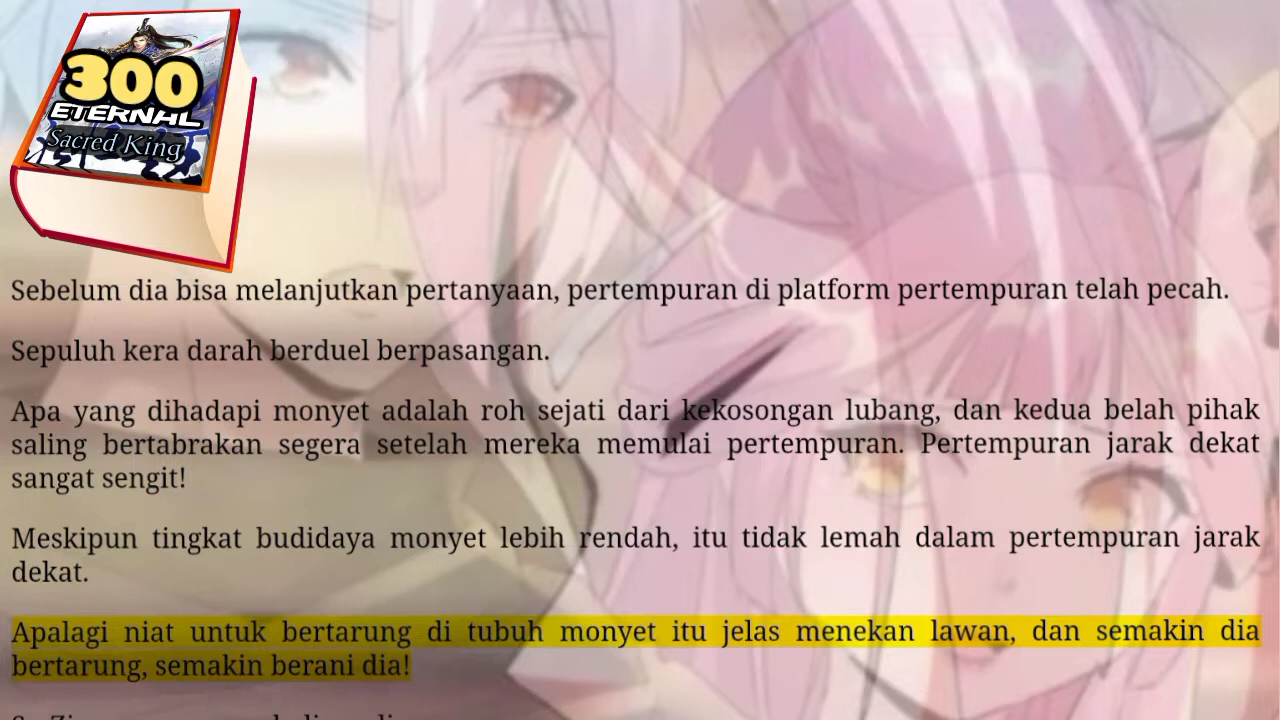 300
ETERNAL
Sacred King
Sebelum dia bisa melanjutkan pertanyaan, pertempuran di platform pertempuran telah pecah.
Sepuluh kera darah berduel berpasangan.
Apa yang dihadapi monyet adalah roh sejati dari kekosongan lubang, dan kedua belah pihak
saling bertabrakan segera setelah mereka memulai pertempuran. Pertempuran jarak dekat
sangat sengit!
Meskipun tingkat budidaya monyet lebih rendah, itu tidak lemah dalam pertempuran jarak
dekat.
Apalagi niat untuk bertarung di tubuh monyet itu jelas menekan lawan, dan semakin dia
bertarung, semakin berani dia!